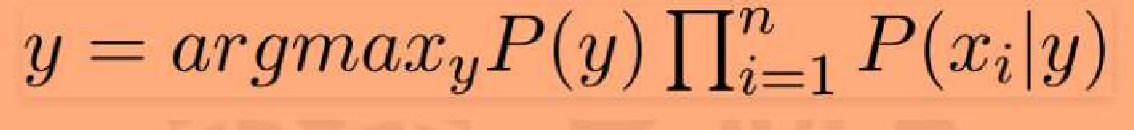 y = argmax_y P(y) ∏_{i=1}^{n} P(x_i|y)